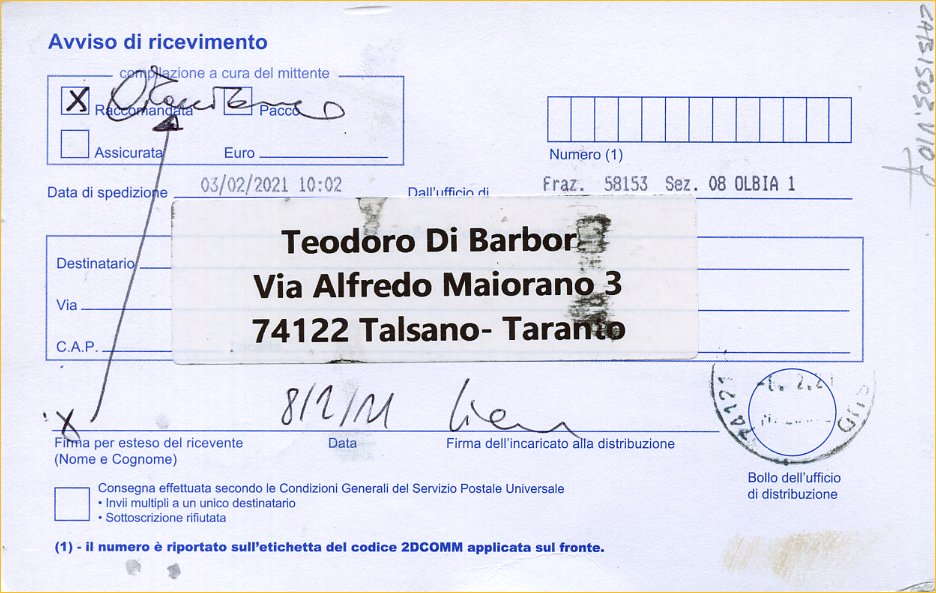 Avviso di ricevimento
compilazione a cura del mittente
X Raccomandata Pacco
Assicurata Euro
Numero (1)
Data di spedizione 03/02/2021 10:02 Dall'ufficio di Fraz. 58153 Sez. 08 OLBIA 1
Teodoro Di Barbor
Destinatario
Via Alfredo Maiorano 3
Via
74122 Talsano- Taranto
C.A.P.
X 8/2/21
Firma per esteso del ricevente Data Firma dell'incaricato alla distribuzione
(Nome e Cognome)
74122
Bollo dell'ufficio
di distribuzione
Consegna effettuata secondo le Condizioni Generali del Servizio Postale Universale
• Invii multipli a un unico destinatario
• Sottoscrizione rifiutata
(1) - il numero è riportato sull'etichetta del codice 2DCOMM applicata sul fronte.